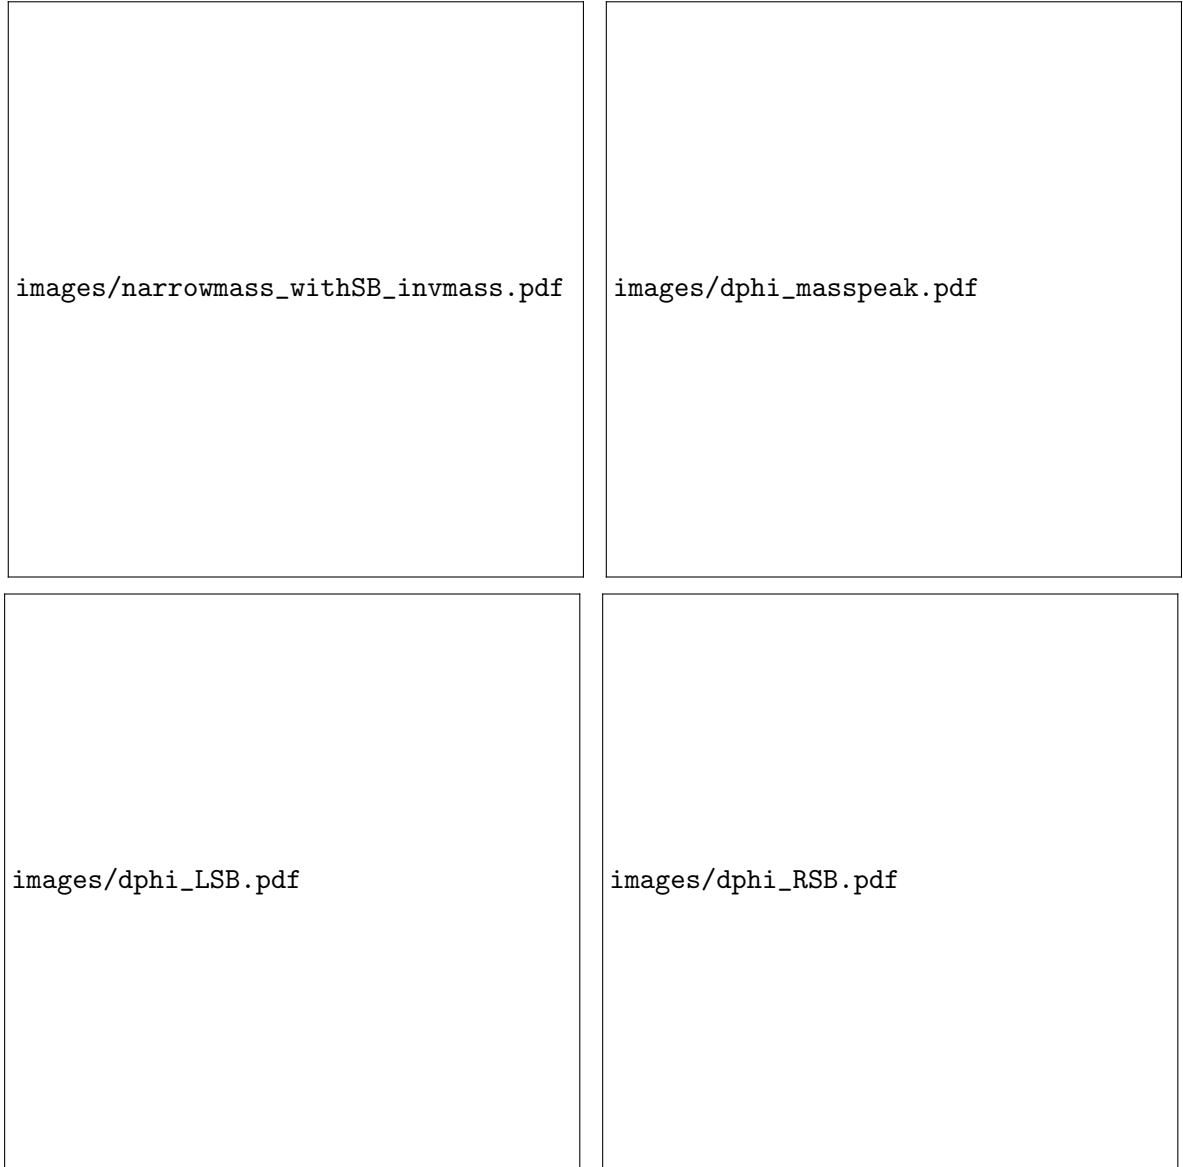 images/narrowmass_withSB_invmass.pdf
images/dphi_masspeak.pdf
images/dphi_LSB.pdf
images/dphi_RSB.pdf